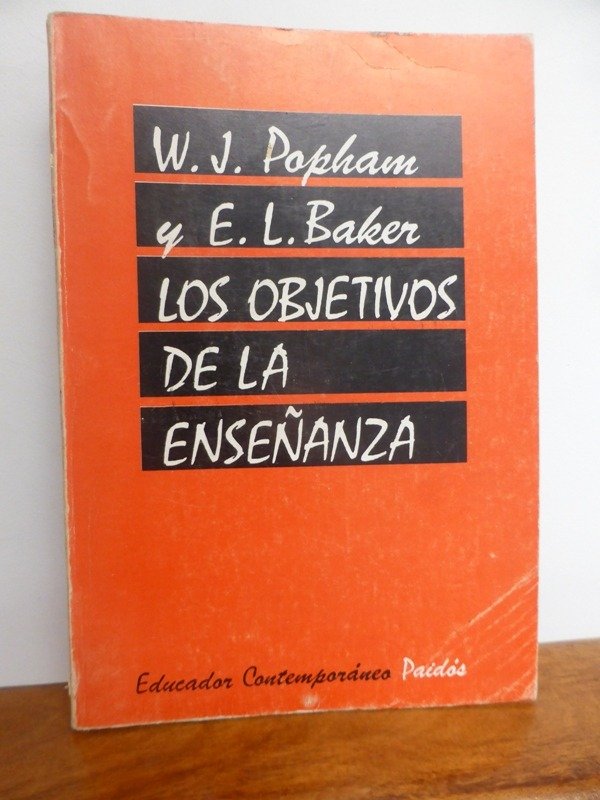 W. J. Popham
y E. L. Baker
LOS OBJETIVOS
DE LA
ENSEÑANZA
Educador Contemporáneo Paidós